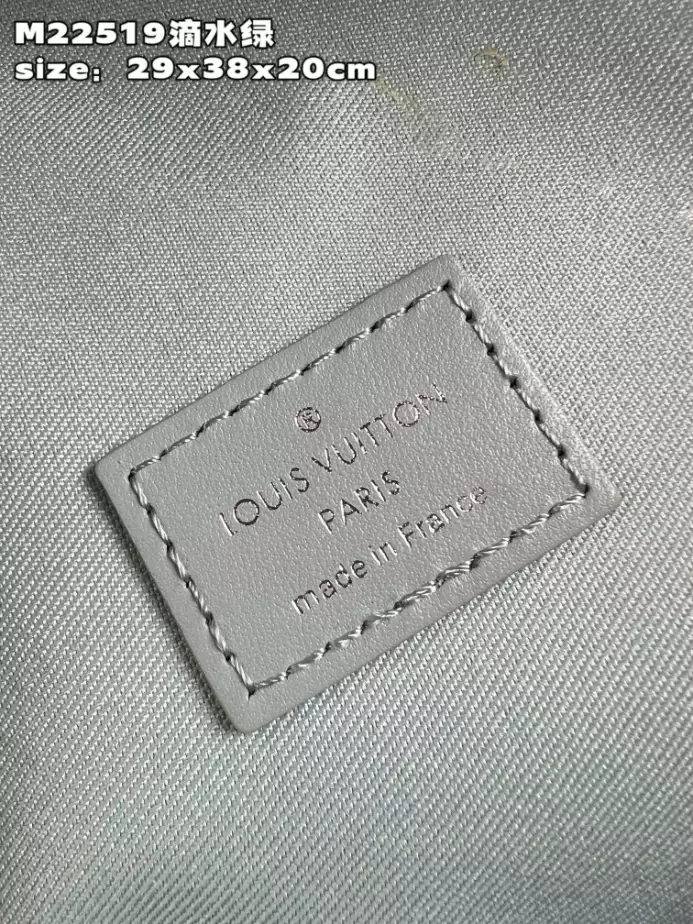 M22519滴水绿
size：29x38x20cm
®
LOUIS VUITTON
PARIS
made in France